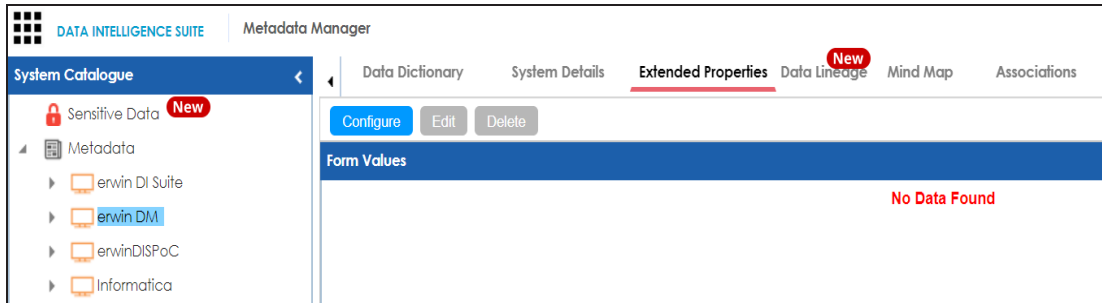 DATA INTELLIGENCE SUITE Metadata Manager
System Catalogue
Data Dictionary System Details Extended Properties Data Lineage New Mind Map Associations
Sensitive Data New
Configure Edit Delete
Metadata
Form Values
erwin DI Suite
No Data Found
erwin DM
erwinDISPoC
Informatica